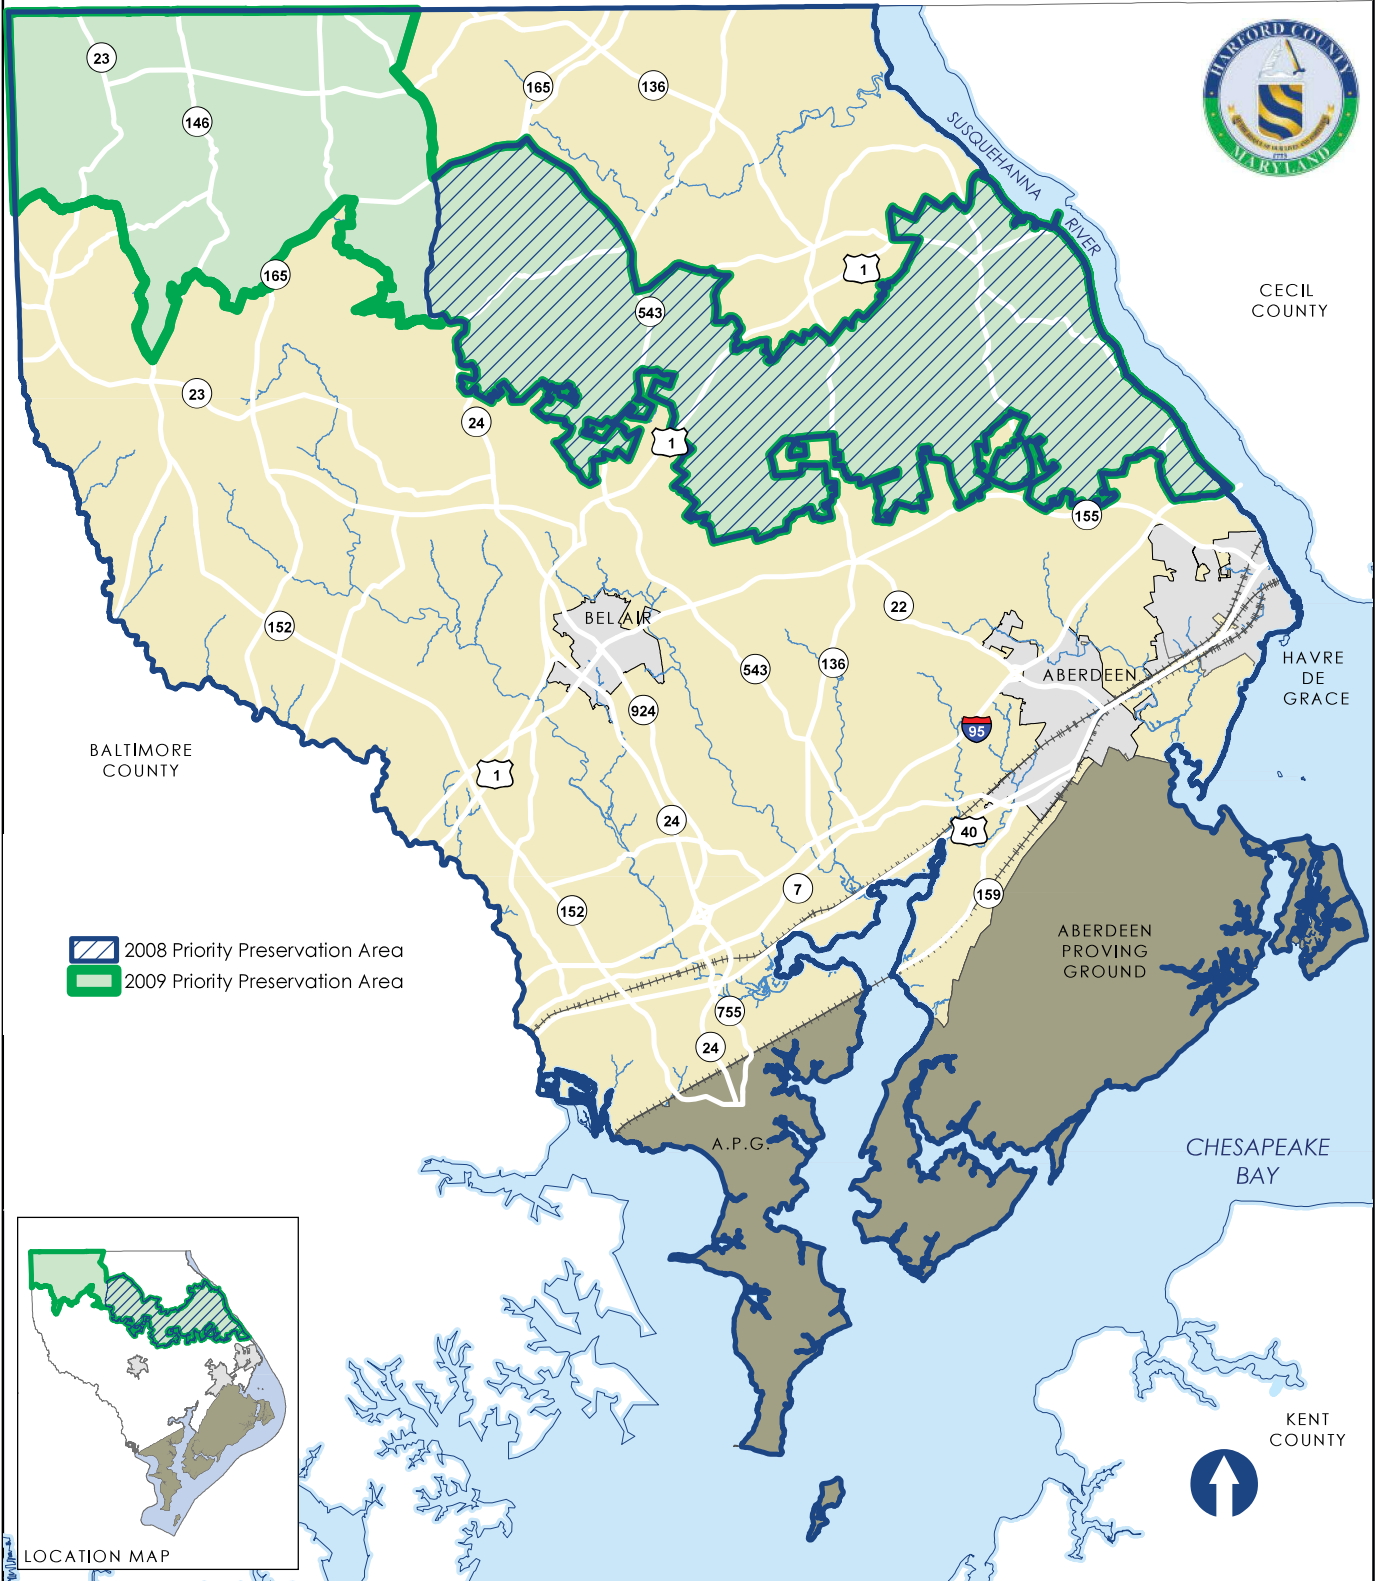 HARFORD COUNTY
MARYLAND
23
165
136
146
SUSQUEHANNA
RIVER
165
1
CECIL
COUNTY
543
23
24
1
155
22
BEL AIR
152
543
136
ABERDEEN
HAVRE
DE
GRACE
924
95
BALTIMORE
COUNTY
1
24
40
7
159
152
ABERDEEN
PROVING
GROUND
2008 Priority Preservation Area
2009 Priority Preservation Area
755
24
A.P.G.
CHESAPEAKE
BAY
KENT
COUNTY
LOCATION MAP